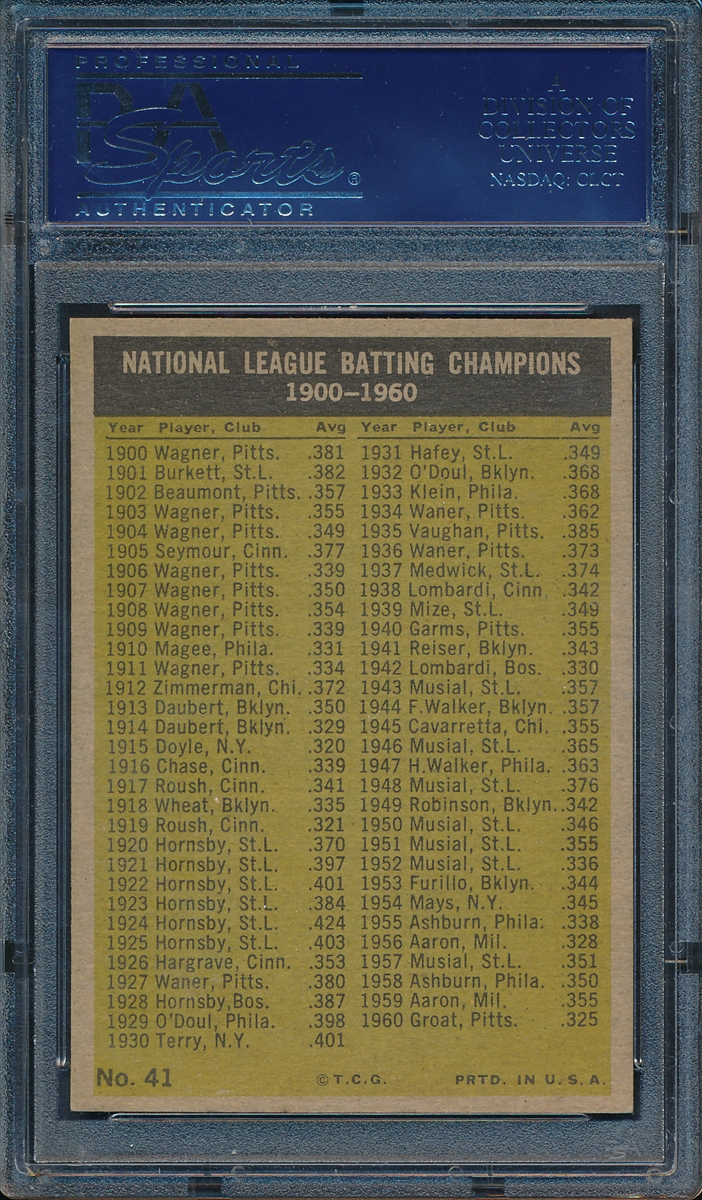 PROFESSIONAL
PSA
Sports®
AUTHENTICATOR
A
DIVISION OF
COLLECTORS
UNIVERSE
NASDAQ: CLCT
NATIONAL LEAGUE BATTING CHAMPIONS
1900–1960
Year Player, Club Avg Year Player, Club Avg
1900 Wagner, Pitts. .381 1931 Hafey, St.L. .349
1901 Burkett, St.L. .382 1932 O'Doul, Bklyn. .368
1902 Beaumont, Pitts. .357 1933 Klein, Phila. .368
1903 Wagner, Pitts. .355 1934 Waner, Pitts. .362
1904 Wagner, Pitts. .349 1935 Vaughan, Pitts. .385
1905 Seymour, Cinn. .377 1936 Waner, Pitts. .373
1906 Wagner, Pitts. .339 1937 Medwick, St.L. .374
1907 Wagner, Pitts. .350 1938 Lombardi, Cinn .342
1908 Wagner, Pitts. .354 1939 Mize, St.L. .349
1909 Wagner, Pitts. .339 1940 Garms, Pitts. .355
1910 Magee, Phila. .331 1941 Reiser, Bklyn. .343
1911 Wagner, Pitts. .334 1942 Lombardi, Bos. .330
1912 Zimmerman, Chi. .372 1943 Musial, St.L. .357
1913 Daubert, Bklyn. .350 1944 F.Walker, Bklyn. .357
1914 Daubert, Bklyn. .329 1945 Cavarretta, Chi. .355
1915 Doyle, N.Y. .320 1946 Musial, St.L. .365
1916 Chase, Cinn. .339 1947 H.Walker, Phila. .363
1917 Roush, Cinn. .341 1948 Musial, St.L. .376
1918 Wheat, Bklyn. .335 1949 Robinson, Bklyn. .342
1919 Roush, Cinn. .321 1950 Musial, St.L. .346
1920 Hornsby, St.L. .370 1951 Musial, St.L. .355
1921 Hornsby, St.L. .397 1952 Musial, St.L. .336
1922 Hornsby, St.L. .401 1953 Furillo, Bklyn. .344
1923 Hornsby, St.L. .384 1954 Mays, N.Y. .345
1924 Hornsby, St.L. .424 1955 Ashburn, Phila. .338
1925 Hornsby, St.L. .403 1956 Aaron, Mil. .328
1926 Hargrave, Cinn. .353 1957 Musial, St.L. .351
1927 Waner, Pitts. .380 1958 Ashburn, Phila. .350
1928 Hornsby,Bos. .387 1959 Aaron, Mil. .355
1929 O'Doul, Phila. .398 1960 Groat, Pitts. .325
1930 Terry, N.Y. .401
No. 41 © T.C.G. PRTD. IN U.S.A.